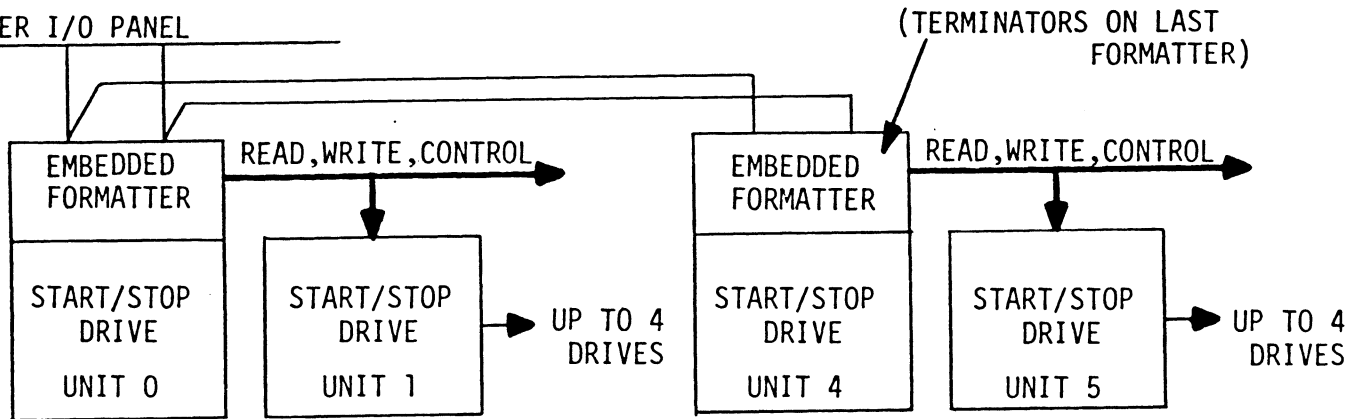 ER I/O PANEL
(TERMINATORS ON LAST
FORMATTER)
EMBEDDED
FORMATTER
READ,WRITE,CONTROL
START/STOP
DRIVE
UNIT 0
START/STOP
DRIVE
UNIT 1
UP TO 4
DRIVES
EMBEDDED
FORMATTER
READ,WRITE,CONTROL
START/STOP
DRIVE
UNIT 4
START/STOP
DRIVE
UNIT 5
UP TO 4
DRIVES